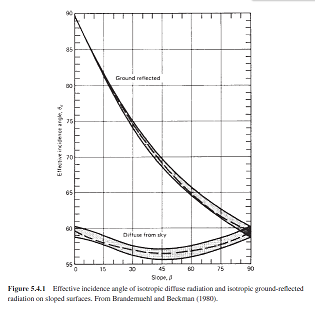 90
85
80
75
70
65
60
55
Effective incidence angle, θe
Ground reflected
Diffuse from sky
0 15 30 45 60 75 90
Slope, β
Figure 5.4.1 Effective incidence angle of isotropic diffuse radiation and isotropic ground-reflected
radiation on sloped surfaces. From Brandemuehl and Beckman (1980).